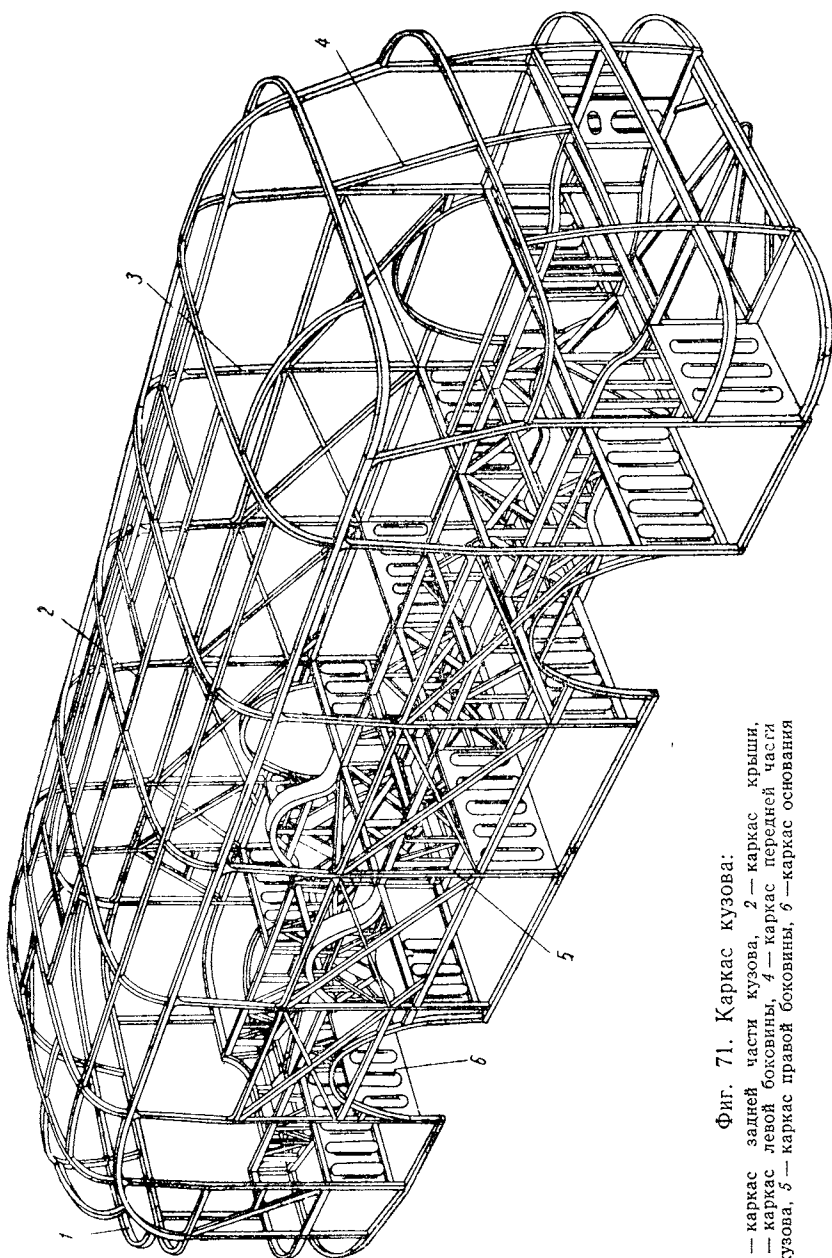 1
2
3
4
5
6
Фиг. 71. Каркас кузова:
— каркас задней части кузова, 2 — каркас крыши,
— каркас левой боковины, 4 — каркас передней части
кузова, 5 — каркас правой боковины, 6 —каркас основания